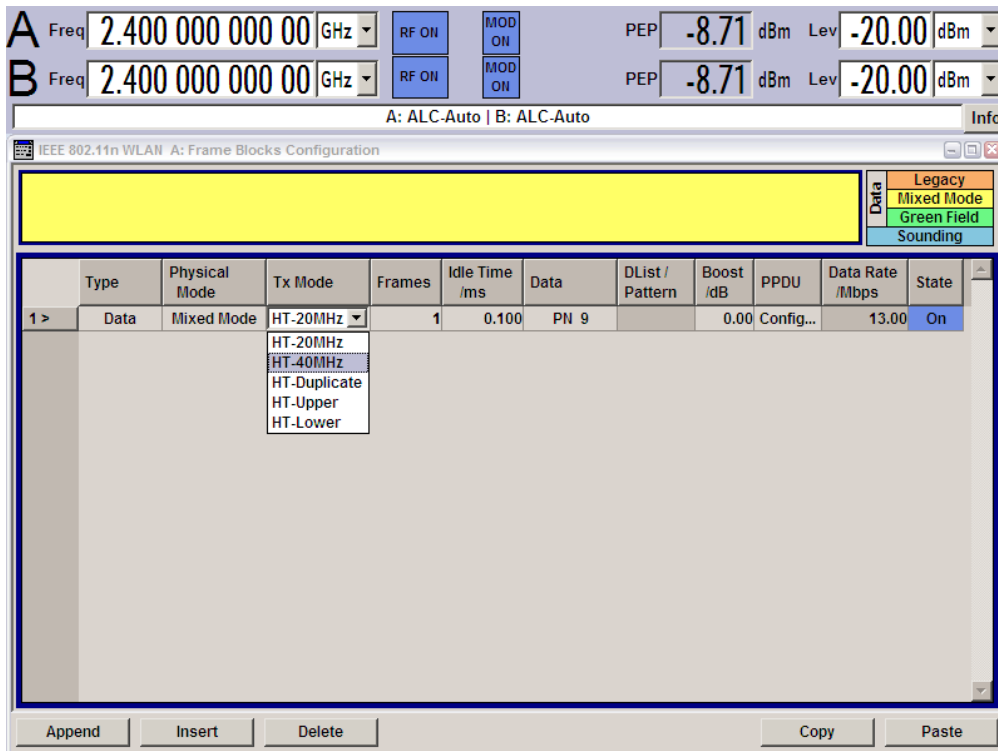 A Freq 2.400 000 000 00 GHz RF ON MOD ON PEP -8.71 dBm Lev -20.00 dBm
B Freq 2.400 000 000 00 GHz RF ON MOD ON PEP -8.71 dBm Lev -20.00 dBm
A: ALC-Auto | B: ALC-Auto Info
IEEE 802.11n WLAN A: Frame Blocks Configuration
Data
Legacy
Mixed Mode
Green Field
Sounding
Type Physical Mode Tx Mode Frames Idle Time /ms Data DList / Pattern Boost /dB PPDU Data Rate /Mbps State
1 > Data Mixed Mode HT-20MHz 1 0.100 PN 9 0.00 Config... 13.00 On
HT-20MHz
HT-40MHz
HT-Duplicate
HT-Upper
HT-Lower
Append Insert Delete Copy Paste